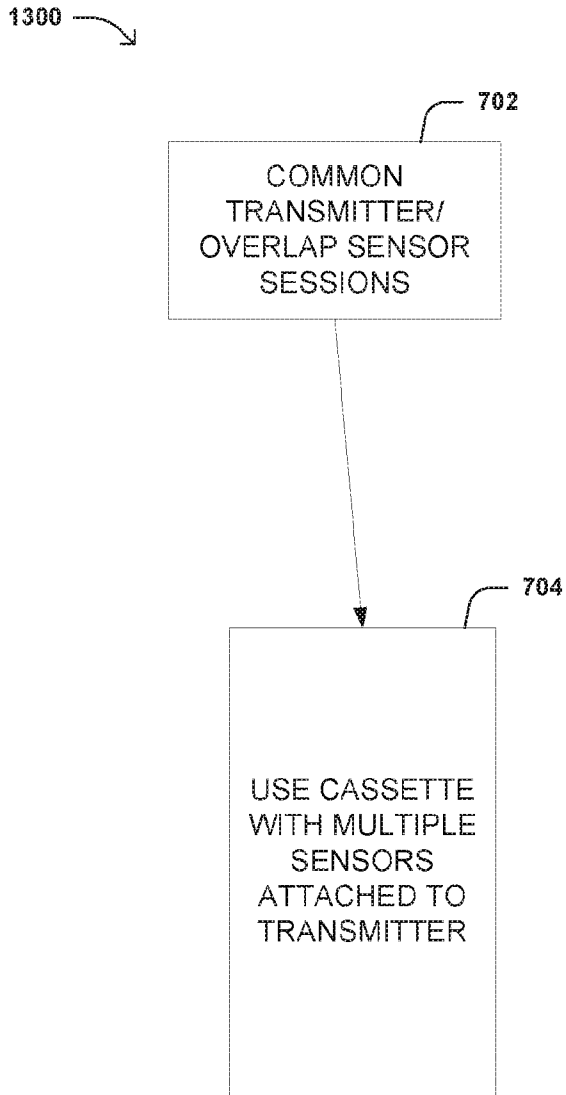 1300
702
COMMON
TRANSMITTER/
OVERLAP SENSOR
SESSIONS
704
USE CASSETTE
WITH MULTIPLE
SENSORS
ATTACHED TO
TRANSMITTER